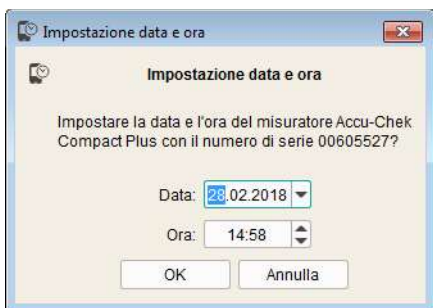 Impostazione data e ora
Impostazione data e ora
Impostare la data e l'ora del misuratore Accu-Chek
Compact Plus con il numero di serie 00605527?
Data: 28.02.2018
Ora: 14:58
OK Annulla